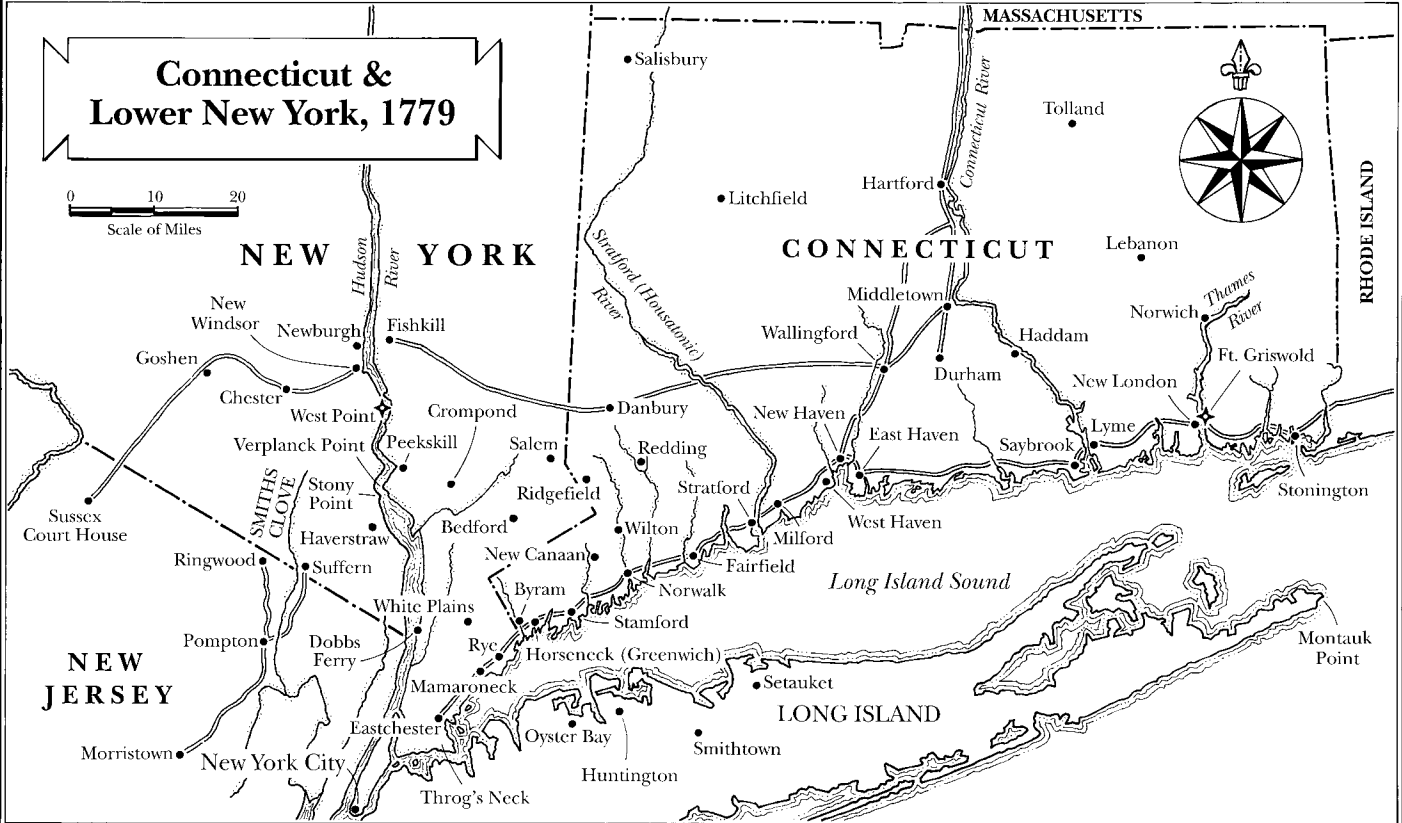 Connecticut &
Lower New York, 1779
0 10 20
Scale of Miles
MASSACHUSETTS
RHODE ISLAND
NEW YORK
CONNECTICUT
NEW
JERSEY
LONG ISLAND
Long Island Sound
Connecticut River
Hudson
River
Stratford (Housatonic)
River
Thames
River
Salisbury
Tolland
Hartford
Litchfield
Lebanon
Middletown
New
Windsor
Newburgh
Fishkill
Wallingford
Haddam
Norwich
Goshen
Ft. Griswold
Durham
New London
Chester
West Point
Crompond
Danbury
New Haven
East Haven
Lyme
Verplanck Point
Peekskill
Salem
Redding
Saybrook
SMITHS
CLOVE
Stony
Point
Ridgefield
Stratford
Stonington
Sussex
Court House
Haverstraw
Bedford
Wilton
Milford
West Haven
Ringwood
Suffern
New Canaan
Fairfield
Byram
Norwalk
White Plains
Stamford
Pompton
Dobbs
Ferry
Rye
Horseneck (Greenwich)
Montauk
Point
Mamaroneck
Setauket
Eastchester
Oyster Bay
Smithtown
Morristown
New York City
Huntington
Throg's Neck